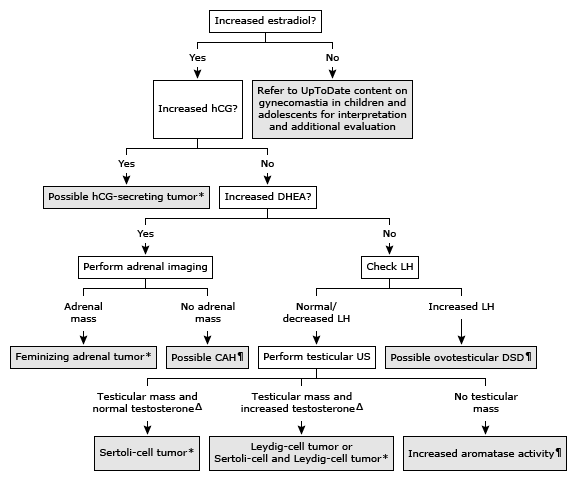 Increased estradiol?
Yes
No
Increased hCG?
Refer to UpToDate content on
gynecomastia in children and
adolescents for interpretation
and additional evaluation
Yes
No
Possible hCG-secreting tumor*
Increased DHEA?
Yes
No
Perform adrenal imaging
Check LH
Adrenal
mass
No adrenal
mass
Normal/
decreased LH
Increased LH
Feminizing adrenal tumor*
Possible CAH¶
Perform testicular US
Possible ovotesticular DSD¶
Testicular mass and
normal testosteroneΔ
Testicular mass and
increased testosteroneΔ
No testicular
mass
Sertoli-cell tumor*
Leydig-cell tumor or
Sertoli-cell and Leydig-cell tumor*
Increased aromatase activity¶